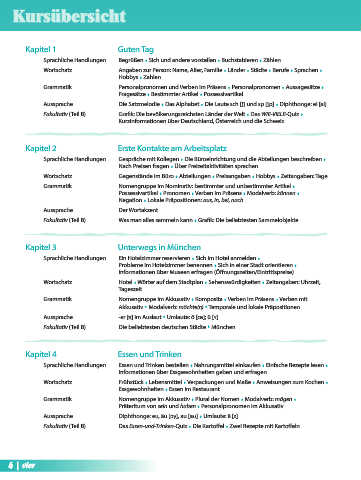 Kursübersicht
Kapitel 1 Guten Tag
Sprachliche Handlungen Begrüßen • Sich und andere vorstellen • Buchstabieren • Zählen
Wortschatz Angaben zur Person: Name, Alter, Familie • Länder • Städte • Berufe • Sprachen •
Hobbys • Zahlen
Grammatik Personalpronomen und Verben im Präsens • Personalpronomen • Aussagesätze •
Fragesätze • Bestimmter Artikel • Possessivartikel
Aussprache Die Satzmelodie • Das Alphabet • Die Laute sch [ʃ] und sp [ʃp] • Diphthonge: ei [ai]
Fakultativ (Teil B) Grafik: Die bevölkerungsreichsten Länder der Welt • Das WIE-VIELE-Quiz •
Kurzinformationen über Deutschland, Österreich und die Schweiz
Kapitel 2 Erste Kontakte am Arbeitsplatz
Sprachliche Handlungen Gespräche mit Kollegen • Die Büroeinrichtung und die Abteilungen beschreiben •
Nach Preisen fragen • Über Freizeitaktivitäten sprechen
Wortschatz Gegenstände im Büro • Abteilungen • Preisangaben • Hobbys • Zeitangaben: Tage
Grammatik Nomengruppe im Nominativ: bestimmter und unbestimmter Artikel •
Possessivartikel • Pronomen • Verben im Präsens • Modalverb: können •
Negation • Lokale Präpositionen: aus, in, bei, nach
Aussprache Der Wortakzent
Fakultativ (Teil B) Was man alles sammeln kann • Grafik: Die beliebtesten Sammelobjekte
Kapitel 3 Unterwegs in München
Sprachliche Handlungen Ein Hotelzimmer reservieren • Sich im Hotel anmelden •
Probleme im Hotelzimmer benennen • Sich in einer Stadt orientieren •
Informationen über Museen erfragen (Öffnungszeiten/Eintrittspreise)
Wortschatz Hotel • Wörter auf dem Stadtplan • Sehenswürdigkeiten • Zeitangaben: Uhrzeit,
Tageszeit
Grammatik Nomengruppe im Akkusativ • Komposita • Verben im Präsens • Verben mit
Akkusativ • Modalverb: möchte(n) • Temporale und lokale Präpositionen
Aussprache -er [ɐ] im Auslaut • Umlaute: ö [øː]; ü [ʏ]
Fakultativ (Teil B) Die beliebtesten deutschen Städte • München
Kapitel 4 Essen und Trinken
Sprachliche Handlungen Essen und Trinken bestellen • Nahrungsmittel einkaufen • Einfache Rezepte lesen •
Informationen über Essgewohnheiten geben und erfragen
Wortschatz Frühstück • Lebensmittel • Verpackungen und Maße • Anweisungen zum Kochen •
Essgewohnheiten • Essen im Restaurant
Grammatik Nomengruppe im Akkusativ • Plural der Nomen • Modalverb: mögen •
Präteritum von sein und haben • Personalpronomen im Akkusativ
Aussprache Diphthonge: eu, äu [ɔy], au [au] • Umlaute: ä [ɛ]
Fakultativ (Teil B) Das Essen-und-Trinken-Quiz • Die Kartoffel • Zwei Rezepte mit Kartoffeln
4 | vier